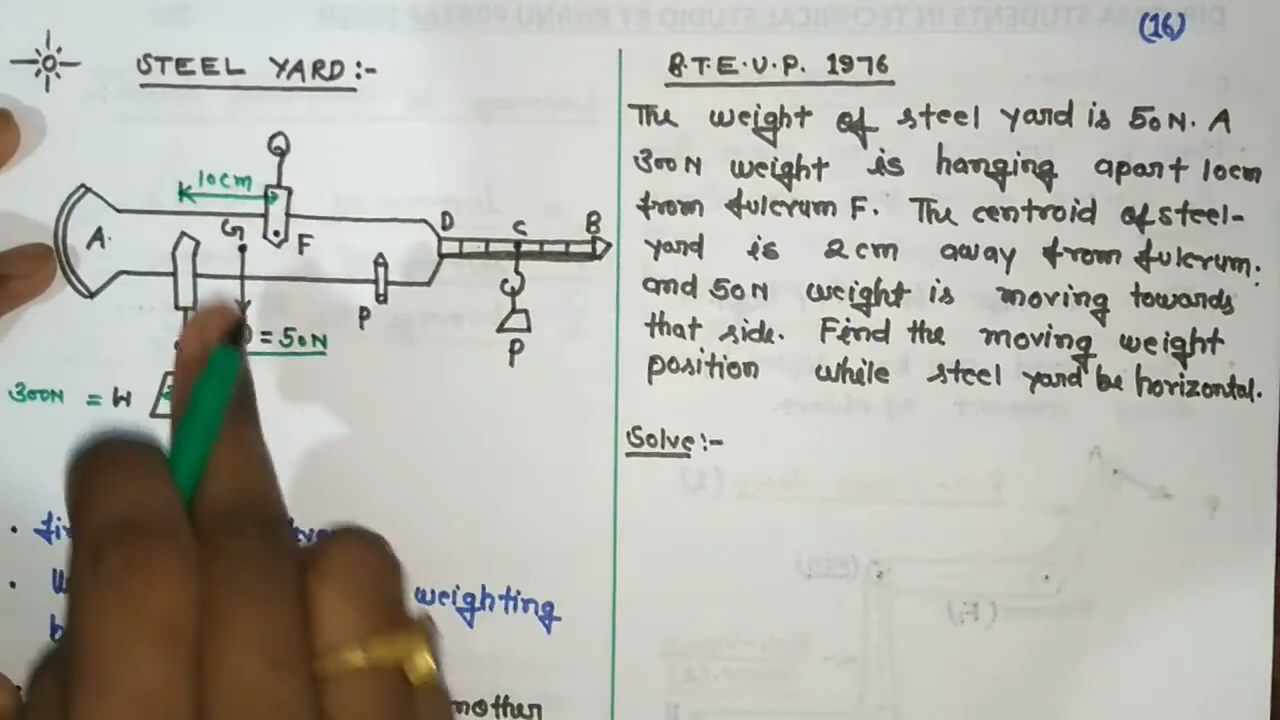 (16)
STEEL YARD:-
10cm
A.
G
F
D
C
B
P
P
= 50N
300N = W
weighting
mother
B.T.E.U.P. 1976
The weight of steel yard is 50N. A
300N weight is hanging apart 10cm
from fulcrum F. The centroid of steel-
yard is 2cm away from fulcrum.
and 50N weight is moving towards
that side. Find the moving weight
position while steel yard be horizontal.
Solve:-